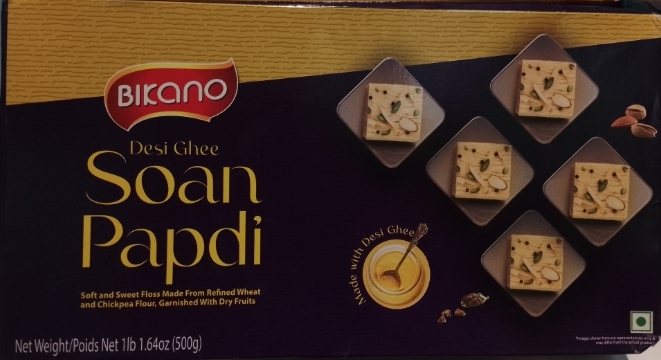 BIKANO
Desi Ghee
Soan
Papdi
Soft and Sweet Floss Made From Refined Wheat
and Chickpea Flour, Garnished With Dry Fruits
Made with Desi Ghee
Net Weight/Poids Net 1lb 1.64oz (500g)